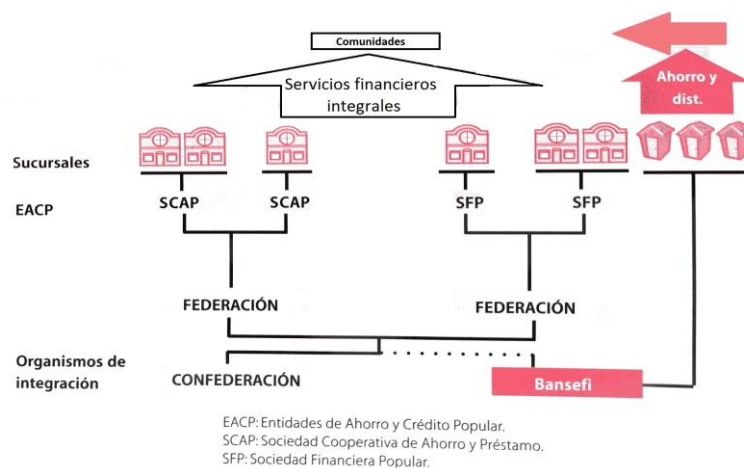 Comunidades
Servicios financieros
integrales
Ahorro y
dist.
Sucursales
EACP
SCAP
SCAP
SFP
SFP
FEDERACIÓN
FEDERACIÓN
Organismos de
integración
CONFEDERACIÓN
Bansefi
EACP: Entidades de Ahorro y Crédito Popular.
SCAP: Sociedad Cooperativa de Ahorro y Préstamo.
SFP: Sociedad Financiera Popular.